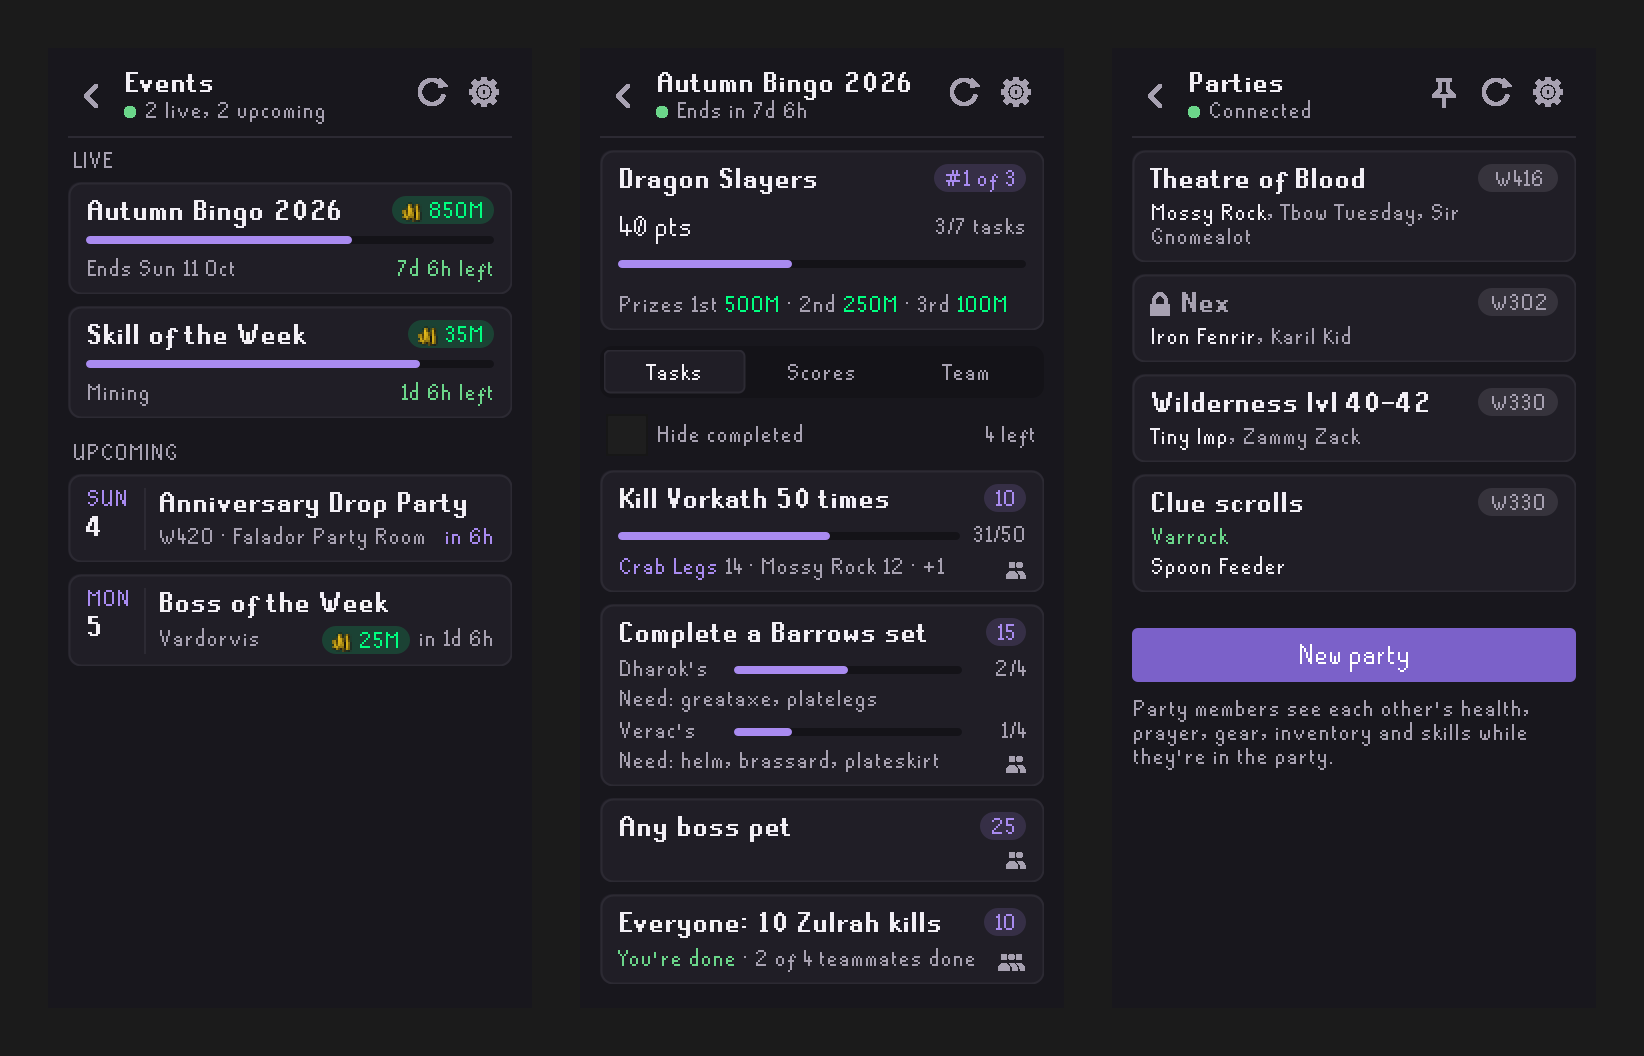 Events
2 live, 2 upcoming
LIVE
Autumn Bingo 2026 850M
Ends Sun 11 Oct 7d 6h left
Skill of the Week 35M
Mining 1d 6h left
UPCOMING
SUN
4
Anniversary Drop Party
W420 · Falador Party Room in 6h
MON
5
Boss of the Week
Vardorvis 25M in 1d 6h
Autumn Bingo 2026
Ends in 7d 6h
Dragon Slayers #1 of 3
40 pts 3/7 tasks
Prizes 1st 500M · 2nd 250M · 3rd 100M
Tasks Scores Team
Hide completed 4 left
Kill Vorkath 50 times 10
31/50
Crab Legs 14 · Mossy Rock 12 · +1
Complete a Barrows set 15
Dharok's 2/4
Need: greataxe, platelegs
Verac's 1/4
Need: helm, brassard, plateskirt
Any boss pet 25
Everyone: 10 Zulrah kills 10
You're done · 2 of 4 teammates done
Parties
Connected
Theatre of Blood W416
Mossy Rock, Tbow Tuesday, Sir
Gnomealot
Nex W302
Iron Fenrir, Karil Kid
Wilderness lvl 40-42 W330
Tiny Imp, Zammy Zack
Clue scrolls W330
Varrock
Spoon Feeder
New party
Party members see each other's health,
prayer, gear, inventory and skills while
they're in the party.